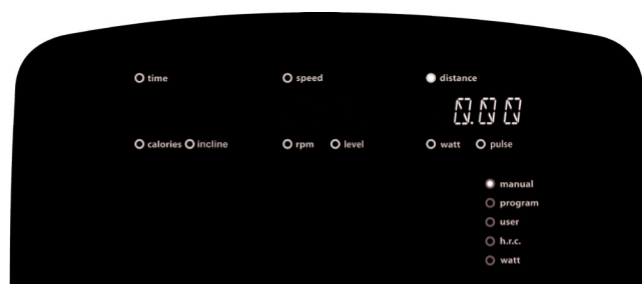 time speed distance
0.00
calories incline rpm level watt pulse
manual
program
user
h.r.c.
watt